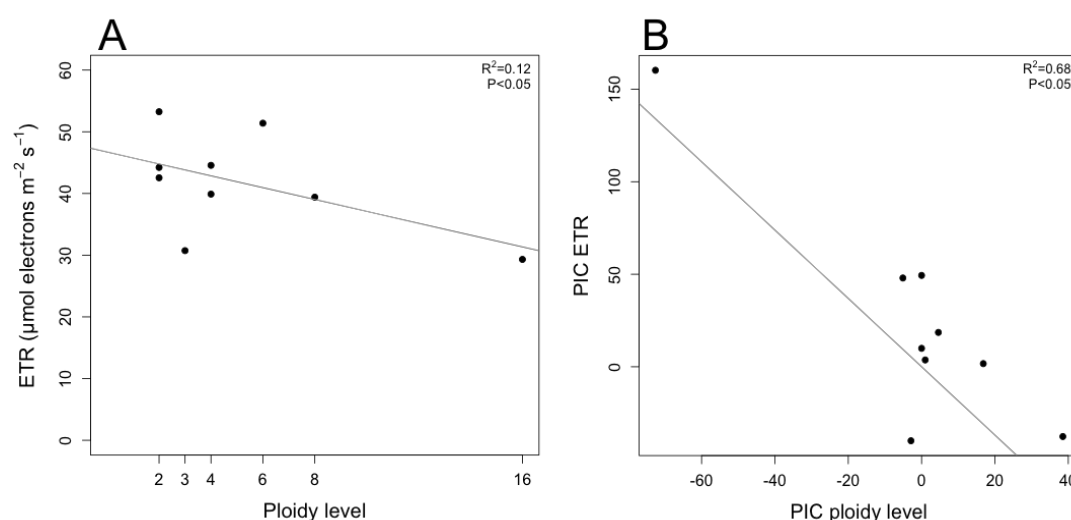 A
R²=0.12
P<0.05
60
50
40
30
20
10
0
ETR (µmol electrons m⁻² s⁻¹)
2 3 4 6 8 16
Ploidy level
B
R²=0.68
P<0.05
150
100
50
0
PIC ETR
-60 -40 -20 0 20 40
PIC ploidy level